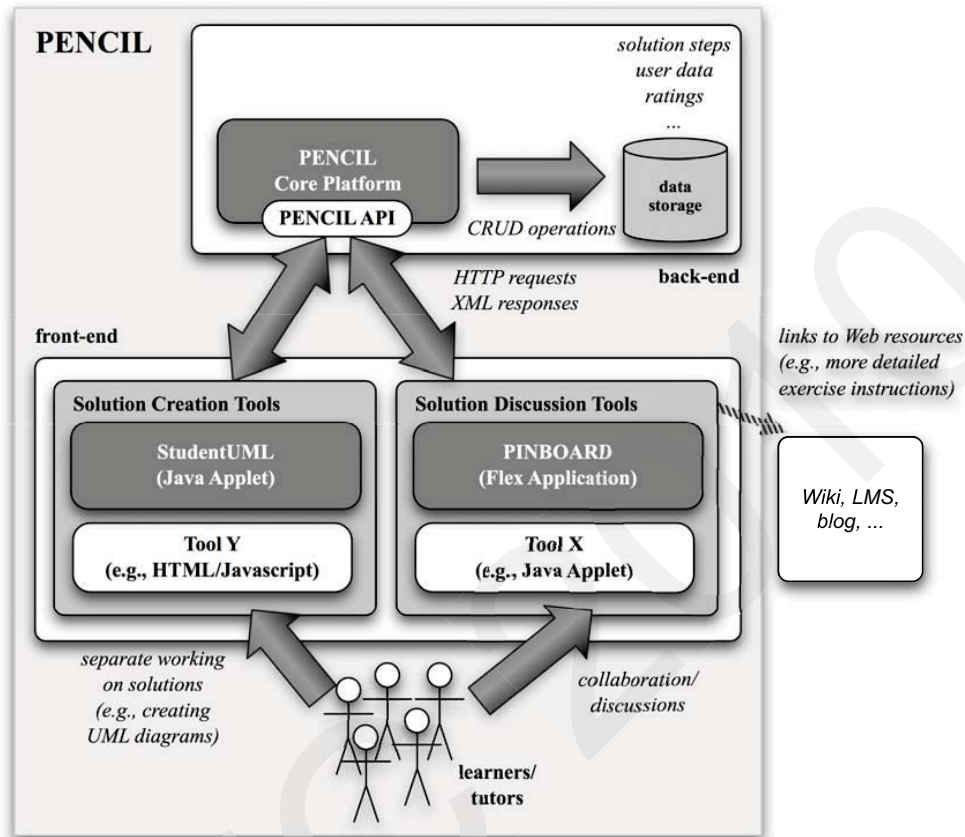 PENCIL
solution steps
user data
ratings
...
PENCIL
Core Platform
PENCIL API
data
storage
CRUD operations
HTTP requests
XML responses
back-end
front-end
links to Web resources
(e.g., more detailed
exercise instructions)
Solution Creation Tools
StudentUML
(Java Applet)
Tool Y
(e.g., HTML/Javascript)
Solution Discussion Tools
PINBOARD
(Flex Application)
Tool X
(e.g., Java Applet)
Wiki, LMS,
blog, ...
separate working
on solutions
(e.g., creating
UML diagrams)
collaboration/
discussions
learners/
tutors